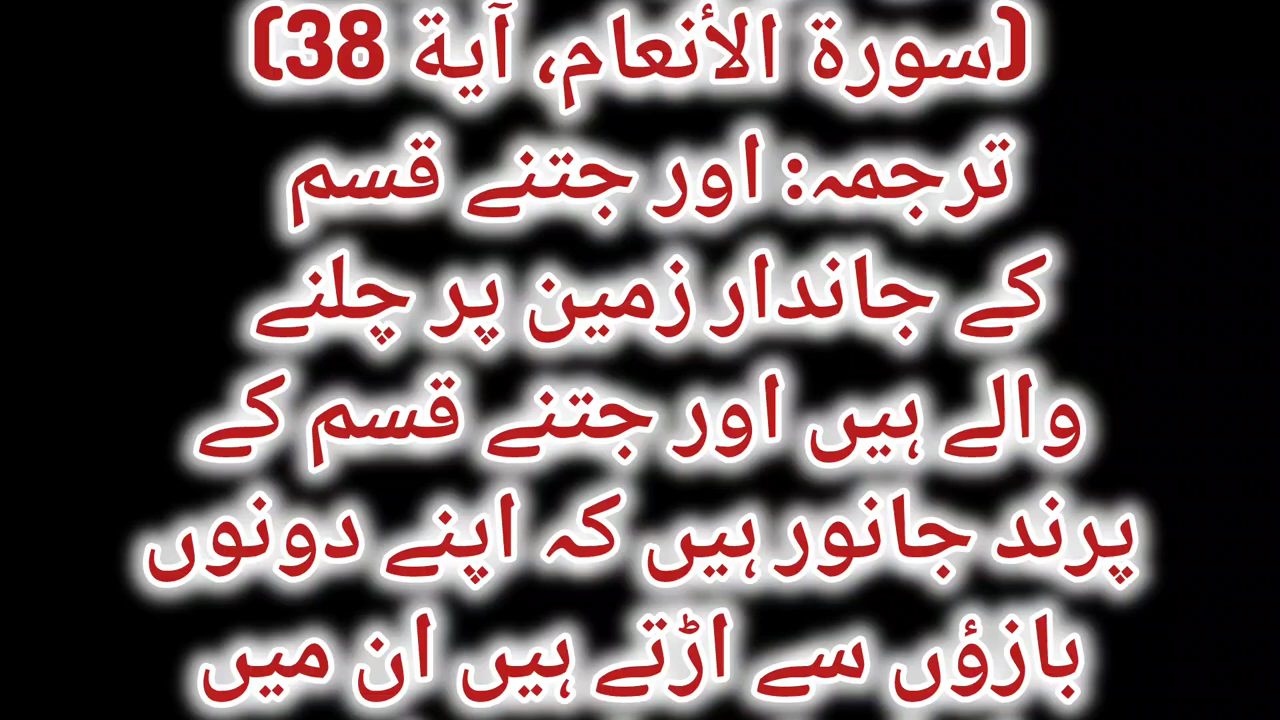 (سورة الأنعام، آية 38)
ترجمہ: اور جتنے قسم
کے جاندار زمین پر چلنے
والے ہیں اور جتنے قسم کے
پرند جانور ہیں کہ اپنے دونوں
بازؤں سے اڑتے ہیں ان میں